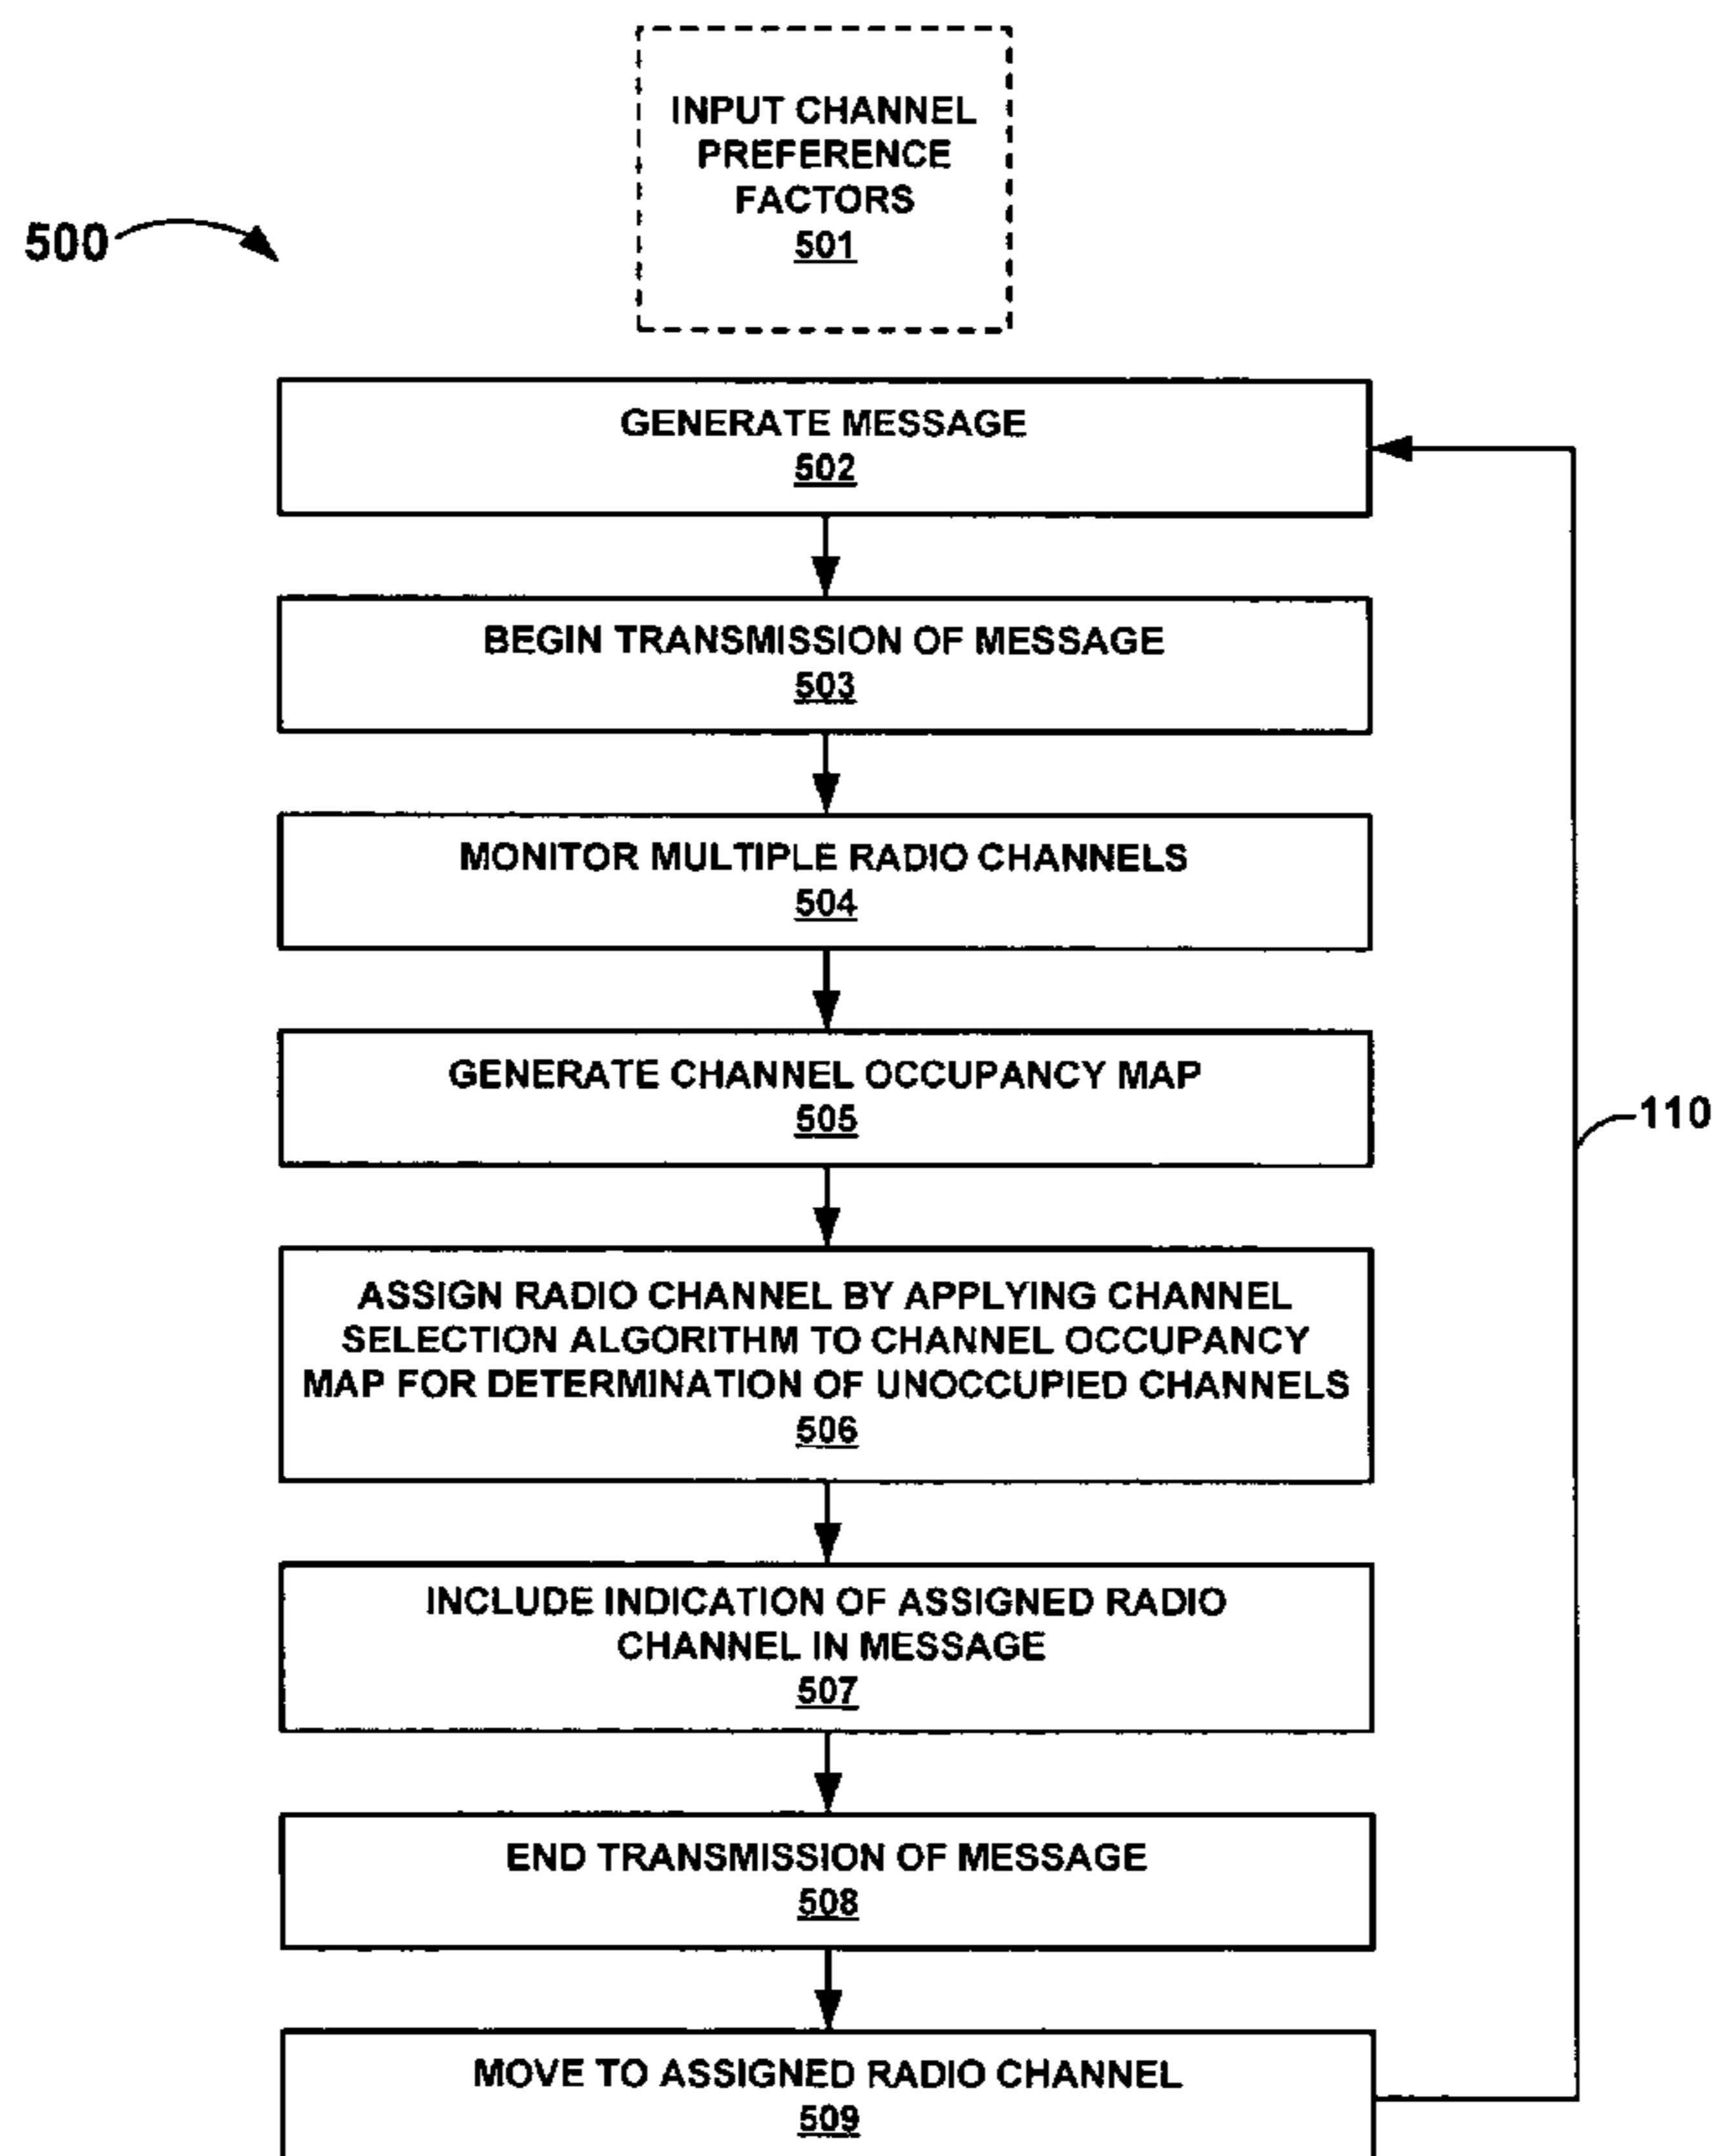 INPUT CHANNEL
PREFERENCE
FACTORS
501
500
GENERATE MESSAGE
502
BEGIN TRANSMISSION OF MESSAGE
503
MONITOR MULTIPLE RADIO CHANNELS
504
GENERATE CHANNEL OCCUPANCY MAP
505
110
ASSIGN RADIO CHANNEL BY APPLYING CHANNEL
SELECTION ALGORITHM TO CHANNEL OCCUPANCY
MAP FOR DETERMINATION OF UNOCCUPIED CHANNELS
506
INCLUDE INDICATION OF ASSIGNED RADIO
CHANNEL IN MESSAGE
507
END TRANSMISSION OF MESSAGE
508
MOVE TO ASSIGNED RADIO CHANNEL
509